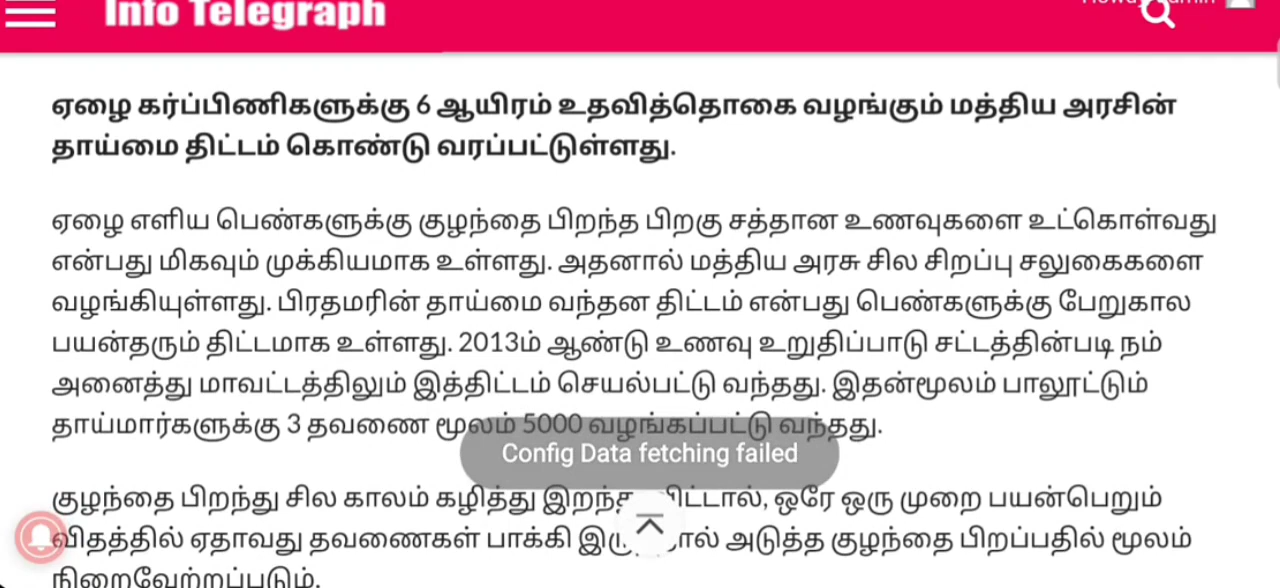 Info Telegraph
ஏழை கர்ப்பிணிகளுக்கு 6 ஆயிரம் உதவித்தொகை வழங்கும் மத்திய அரசின்
தாய்மை திட்டம் கொண்டு வரப்பட்டுள்ளது.
ஏழை எளிய பெண்களுக்கு குழந்தை பிறந்த பிறகு சத்தான உணவுகளை உட்கொள்வது
என்பது மிகவும் முக்கியமாக உள்ளது. அதனால் மத்திய அரசு சில சிறப்பு சலுகைகளை
வழங்கியுள்ளது. பிரதமரின் தாய்மை வந்தன திட்டம் என்பது பெண்களுக்கு பேறுகால
பயன்தரும் திட்டமாக உள்ளது. 2013ம் ஆண்டு உணவு உறுதிப்பாடு சட்டத்தின்படி நம்
அனைத்து மாவட்டத்திலும் இத்திட்டம் செயல்பட்டு வந்தது. இதன்மூலம் பாலூட்டும்
தாய்மார்களுக்கு 3 தவணை மூலம் 5000 வழங்கப்பட்டு வந்தது.
Config Data fetching failed
குழந்தை பிறந்து சில காலம் கழித்து ஒரே ஒரு முறை பயன்பெறும்
விதத்தில் ஏதாவது தவணைகள் பாக்கி அடுத்த குழந்தை பிறப்பதில் மூலம்
நிறைவேற்றப்படும்.